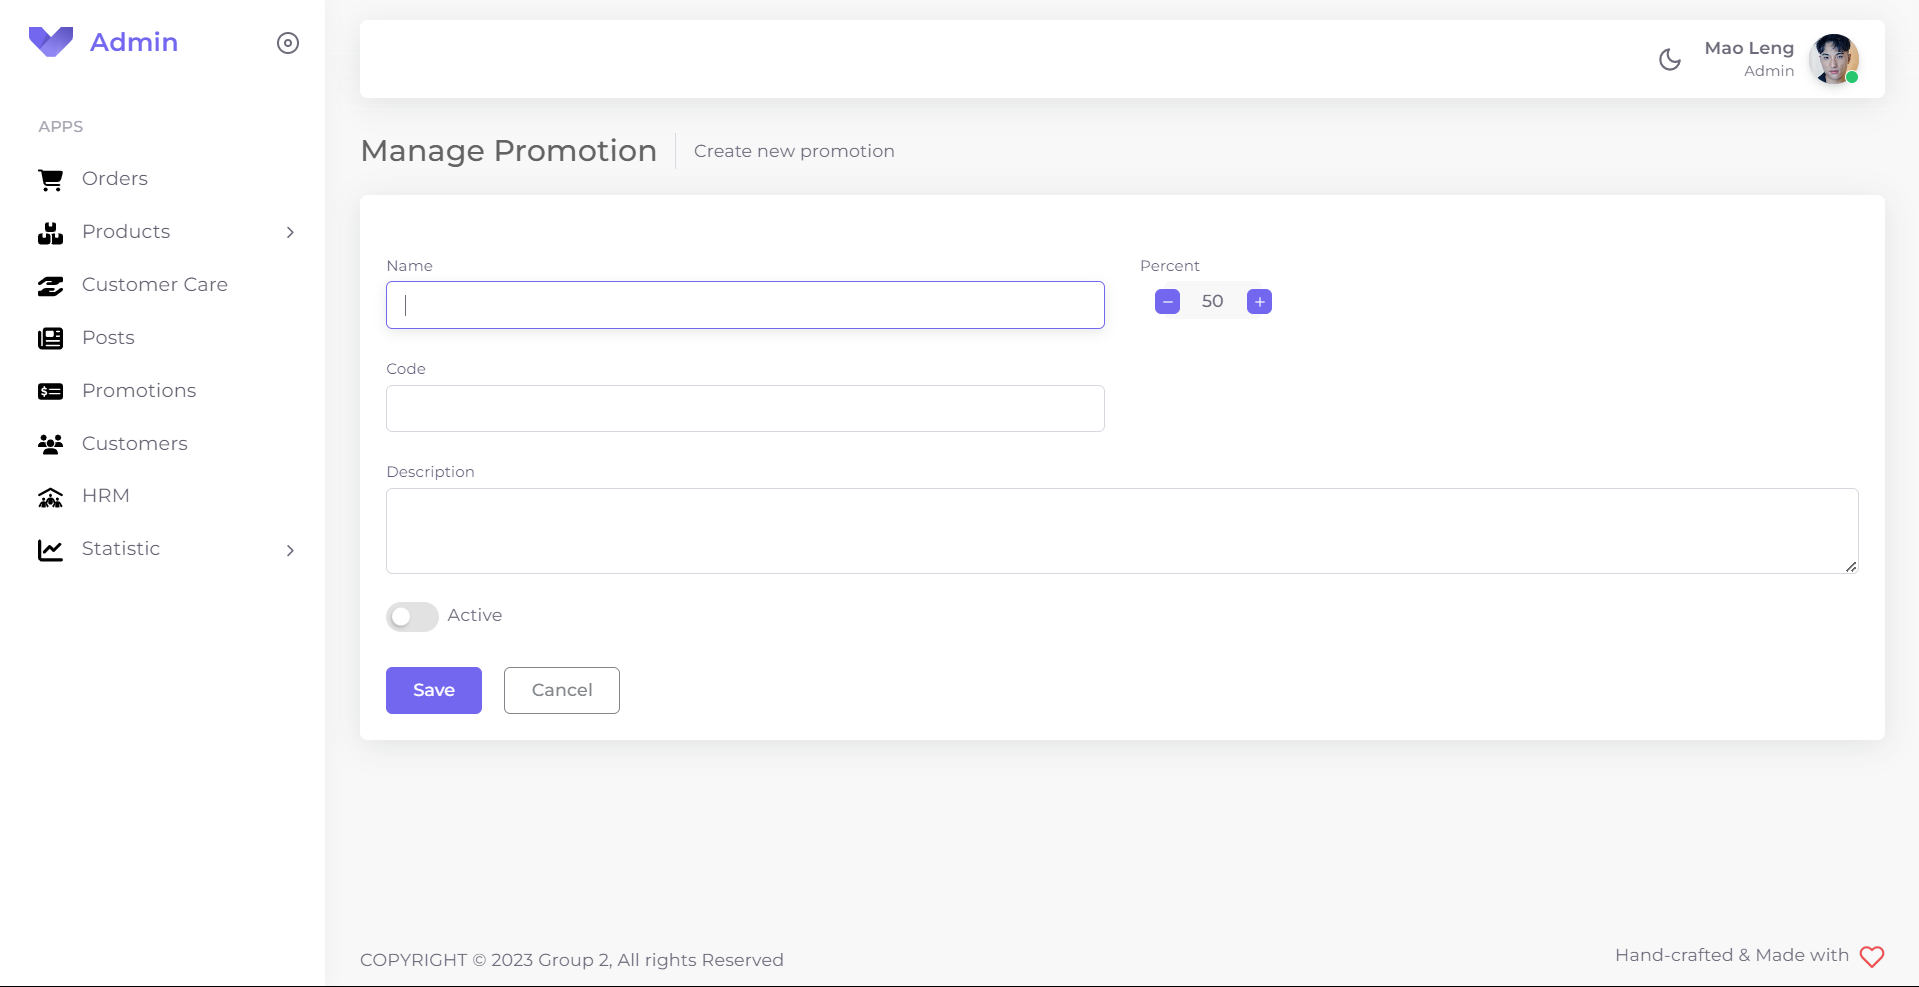 Admin
APPS
Orders
Products
Customer Care
Posts
Promotions
Customers
HRM
Statistic
Mao Leng
Admin
Manage Promotion
Create new promotion
Name
Percent
50
Code
Description
Active
Save
Cancel
COPYRIGHT © 2023 Group 2, All rights Reserved
Hand-crafted & Made with